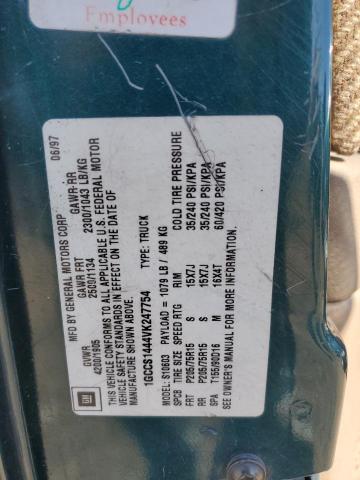 Employees
GM
MFD BY GENERAL MOTORS CORP
06/97
GVWR GAWR FRT GAWR-RR
4200/1905 2500/1134 2300/1043 LB/KG
THIS VEHICLE CONFORMS TO ALL APPLICABLE U.S. FEDERAL MOTOR
VEHICLE SAFETY STANDARDS IN EFFECT ON THE DATE OF
MANUFACTURE SHOWN ABOVE.
1GCCS1444VK247754 TYPE: TRUCK
MODEL: S10603 PAYLOAD = 1079 LB / 489 KG
SPCB TIRE SIZE SPEED RTG RIM COLD TIRE PRESSURE
FRT P205/75R15 S 15X7J 35/240 PSI/KPA
RR P205/75R15 S 15X7J 35/240 PSI/KPA
SPA T155/80D16 M 16X4T 60/420 PSI/KPA
SEE OWNER'S MANUAL FOR ADDITIONAL INFORMATION.